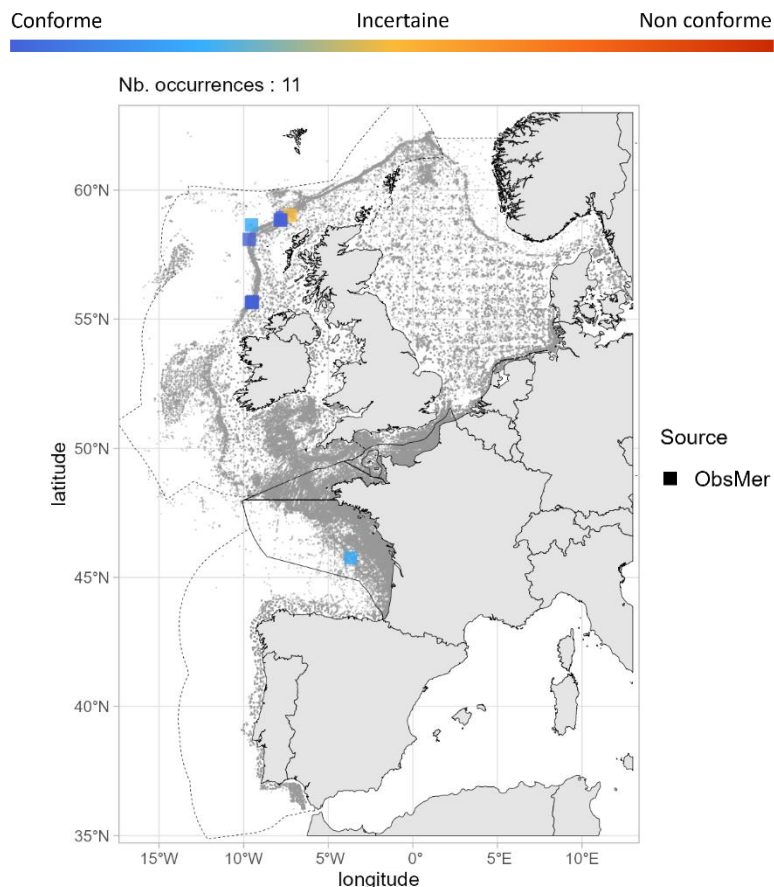 Conforme Incertaine Non conforme
Nb. occurrences : 11
60°N
55°N
50°N
45°N
40°N
35°N
latitude
15°W 10°W 5°W 0° 5°E 10°E
longitude
Source
ObsMer